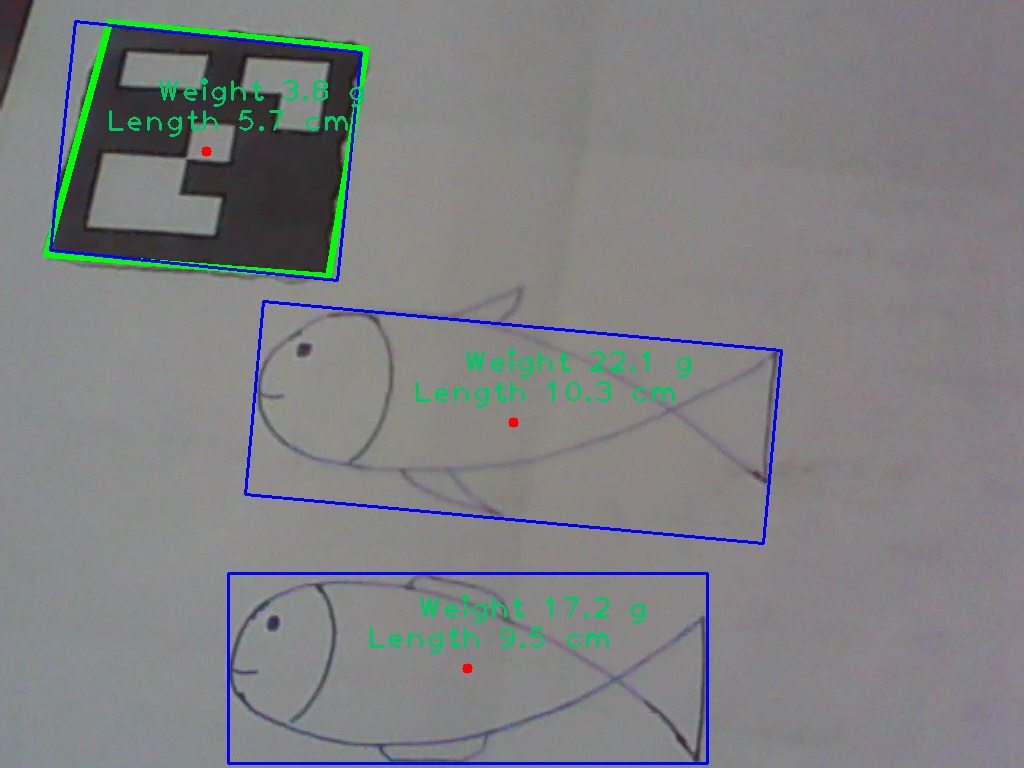 Weight 3.8 g
Length 5.7 cm
Weight 22.1 g
Length 10.3 cm
Weight 17.2 g
Length 9.5 cm